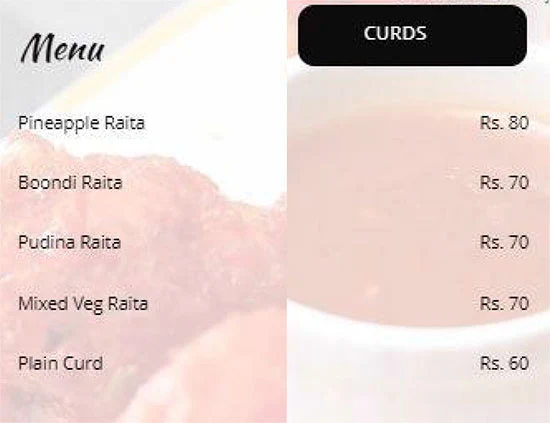 Menu
CURDS
Pineapple Raita Rs. 80
Boondi Raita Rs. 70
Pudina Raita Rs. 70
Mixed Veg Raita Rs. 70
Plain Curd Rs. 60